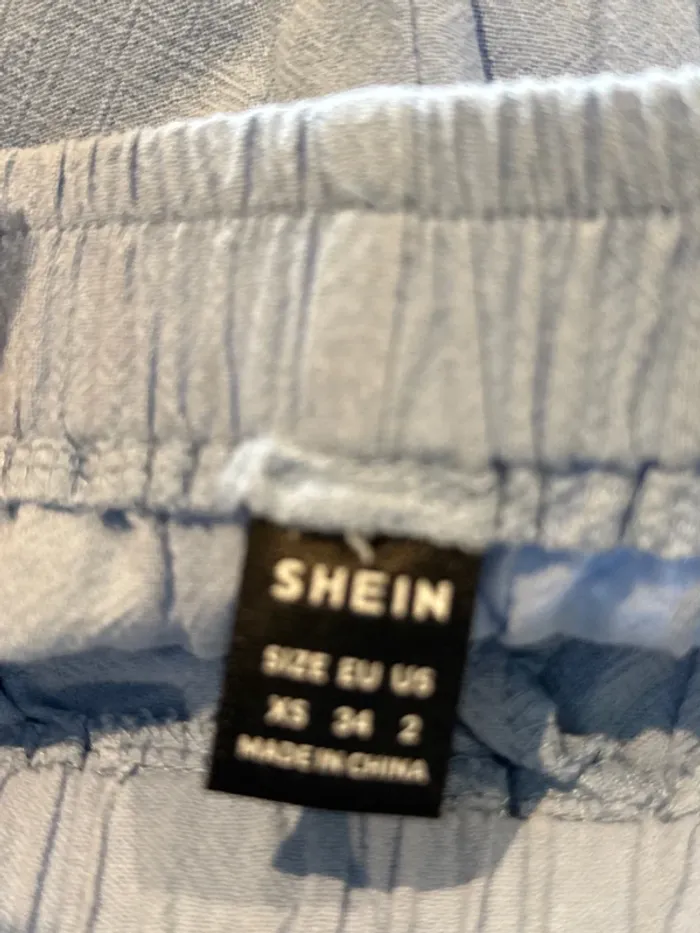 SHEIN
SIZE EU US
XS 34 2
MADE IN CHINA